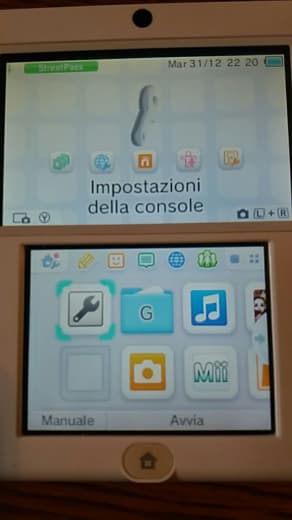 StreetPass
Mar 31/12 22 20
Impostazioni
della console
Y
L + R
G
Mii
Manuale
Avvia